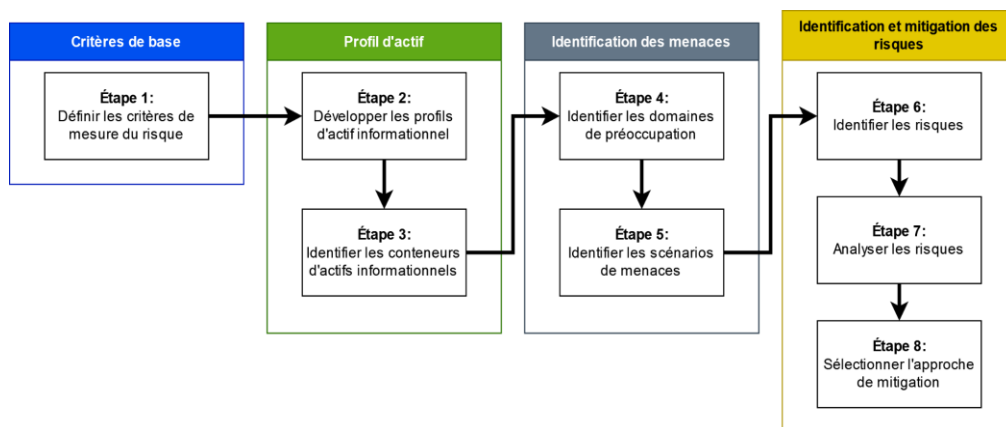 Critères de base
Étape 1:
Définir les critères de
mesure du risque
Profil d'actif
Étape 2:
Développer les profils
d'actif informationnel
Étape 3:
Identifier les conteneurs
d'actifs informationnels
Identification des menaces
Étape 4:
Identifier les domaines
de préoccupation
Étape 5:
Identifier les scénarios
de menaces
Identification et mitigation des
risques
Étape 6:
Identifier les risques
Étape 7:
Analyser les risques
Étape 8:
Sélectionner l'approche
de mitigation